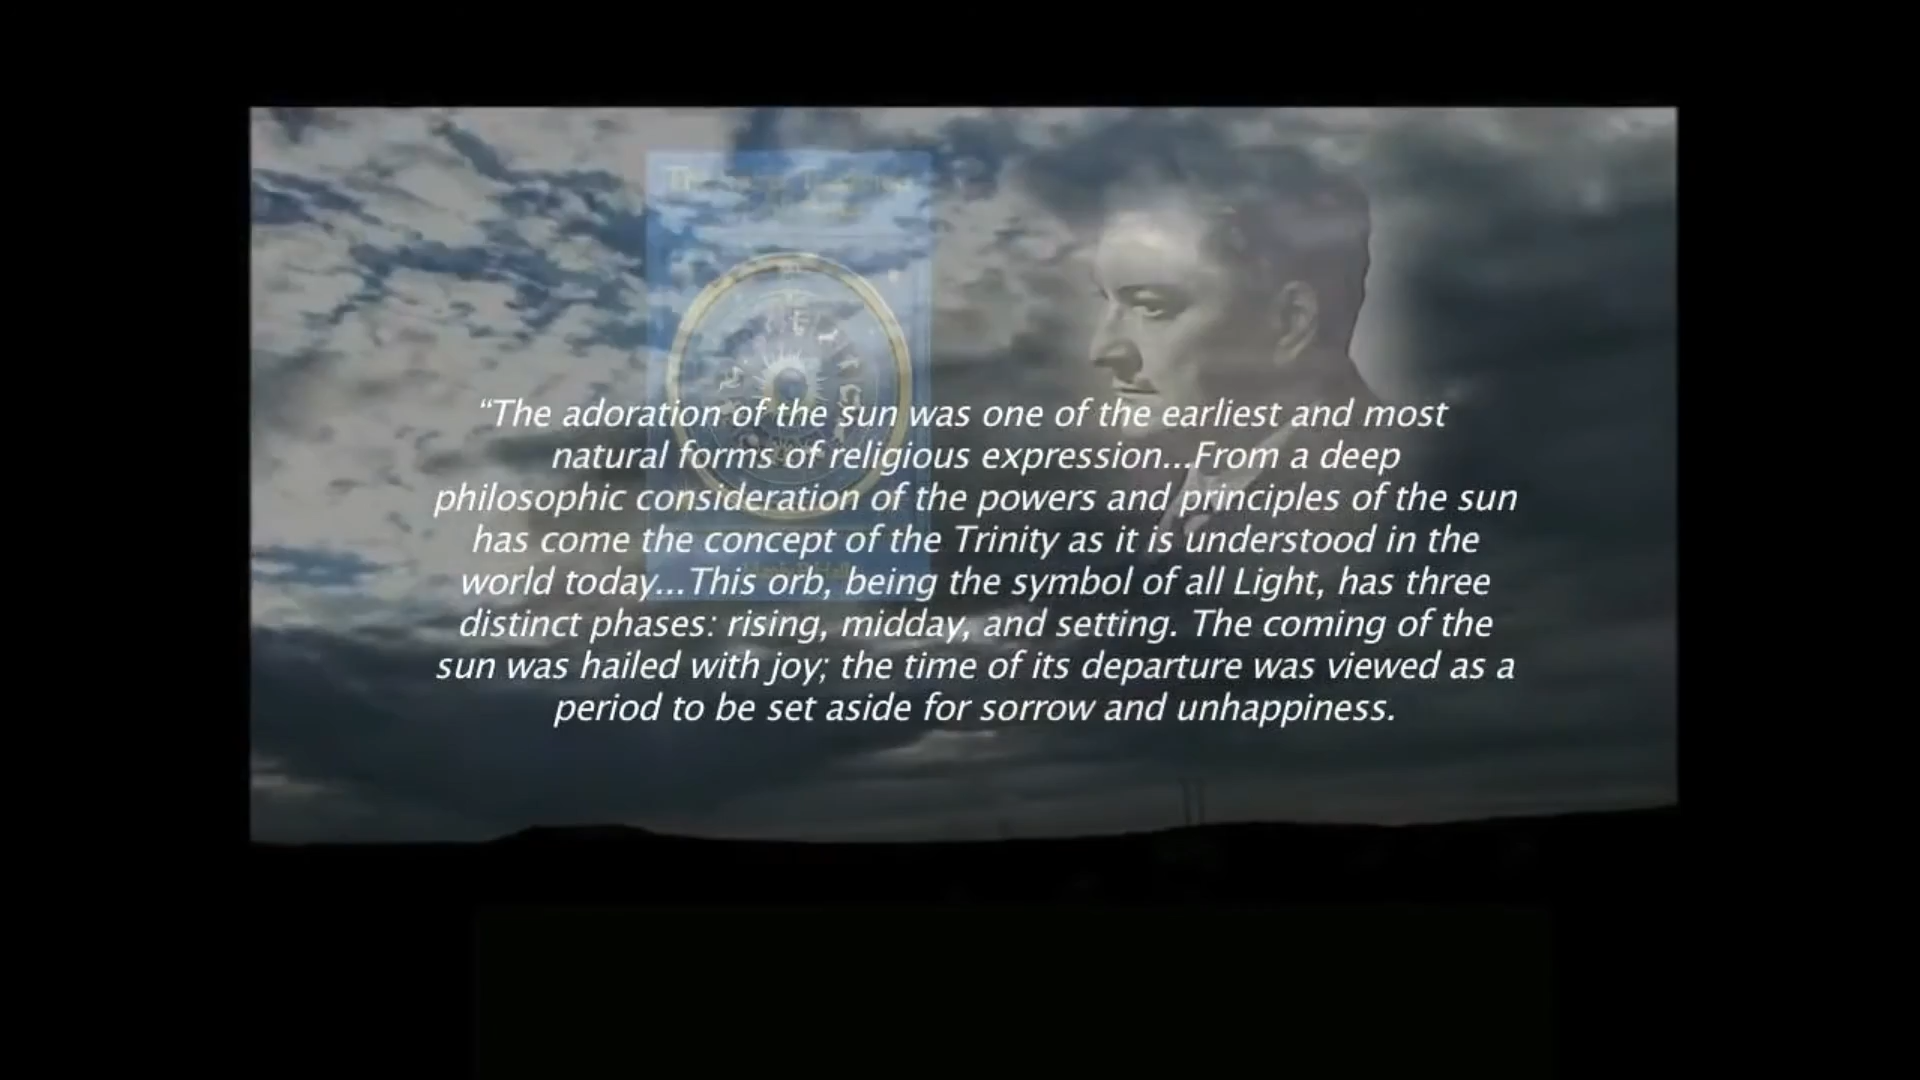 “The adoration of the sun was one of the earliest and most
natural forms of religious expression...From a deep
philosophic consideration of the powers and principles of the sun
has come the concept of the Trinity as it is understood in the
world today...This orb, being the symbol of all Light, has three
distinct phases: rising, midday, and setting. The coming of the
sun was hailed with joy; the time of its departure was viewed as a
period to be set aside for sorrow and unhappiness.